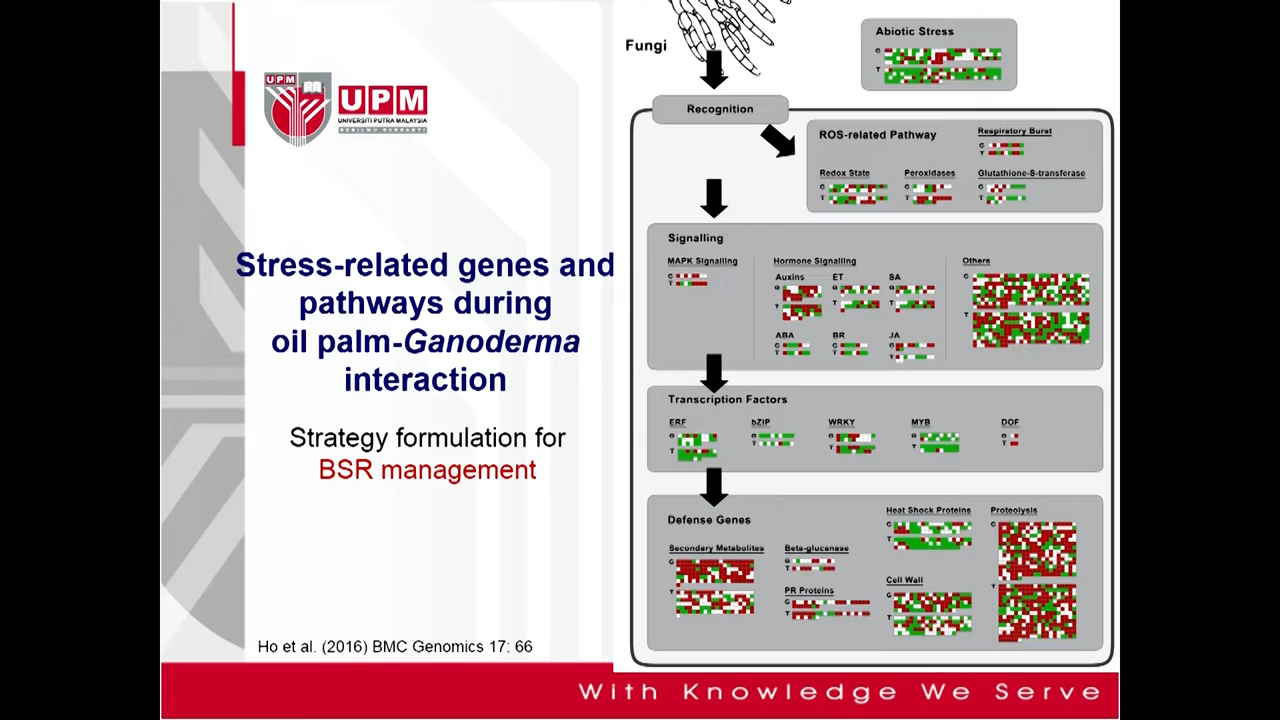 UPM
UPM
UNIVERSITI PUTRA MALAYSIA
BERILMU BERBAKTI
Stress-related genes and
pathways during
oil palm-Ganoderma
interaction
Strategy formulation for
BSR management
Ho et al. (2016) BMC Genomics 17: 66
Fungi
Abiotic Stress
G
T
Recognition
ROS-related Pathway
Respiratory Burst
G
T
Redox State
Peroxidases
Glutathione-S-transferase
G
G
G
T
T
T
Signalling
MAPK Signalling
Hormone Signalling
Others
G
T
Auxins
ET
SA
G
G
G
G
T
T
T
T
ABA
BR
JA
G
G
G
T
T
T
Transcription Factors
ERF
bZIP
WRKY
MYB
DOF
G
G
G
G
G
T
T
T
T
T
Defense Genes
Heat Shock Proteins
Proteolysis
G
G
T
T
Secondary Metabolites
Beta-glucanase
G
G
T
T
PR Proteins
Cell Wall
G
G
T
T
With Knowledge We Serve